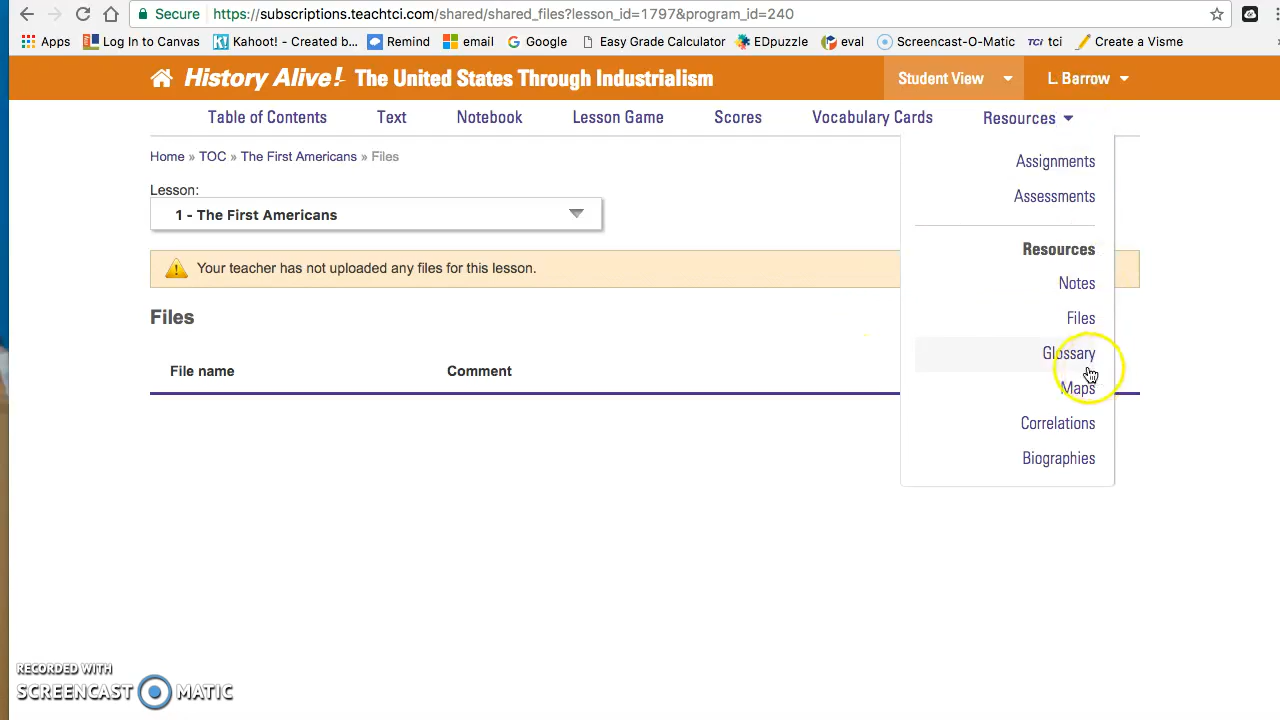 Secure https://subscriptions.teachtci.com/shared/shared_files?lesson_id=1797&program_id=240
Apps Log In to Canvas Kahoot! - Created b... Remind email Google Easy Grade Calculator EDpuzzle eval Screencast-O-Matic TCi tci Create a Visme
History Alive! The United States Through Industrialism Student View L. Barrow
Table of Contents Text Notebook Lesson Game Scores Vocabulary Cards Resources
Home » TOC » The First Americans » Files
Assignments
Lesson:
Assessments
1 - The First Americans
Resources
Your teacher has not uploaded any files for this lesson.
Notes
Files
Files
Glossary
File name Comment
Maps
Correlations
Biographies
RECORDED WITH
SCREENCAST MATIC